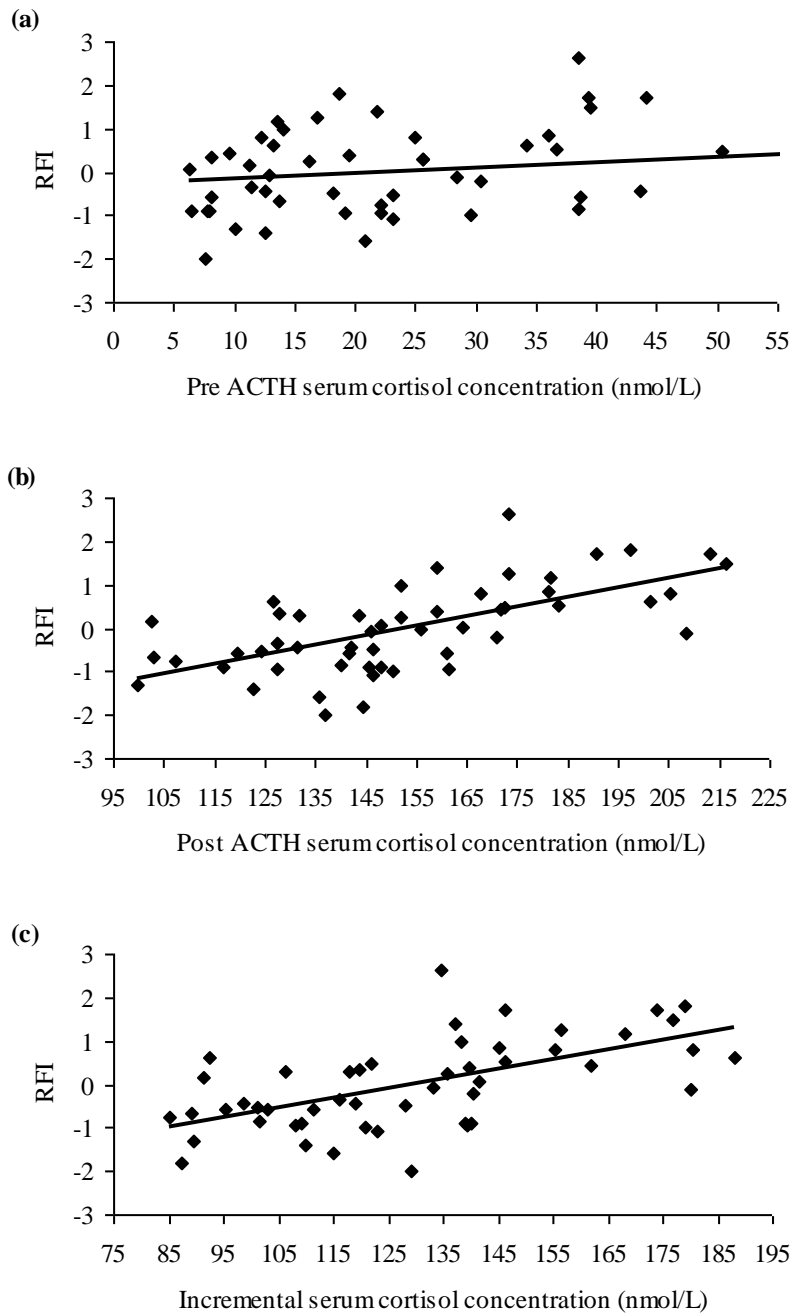 (a)
3
2
1
0
-1
-2
-3
RFI
0 5 10 15 20 25 30 35 40 45 50 55
Pre ACTH serum cortisol concentration (nmol/L)
(b)
3
2
1
0
-1
-2
-3
RFI
95 105 115 125 135 145 155 165 175 185 195 205 215 225
Post ACTH serum cortisol concentration (nmol/L)
(c)
3
2
1
0
-1
-2
-3
RFI
75 85 95 105 115 125 135 145 155 165 175 185 195
Incremental serum cortisol concentration (nmol/L)